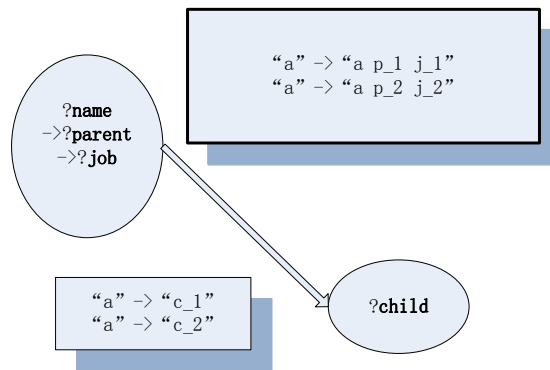 “a” -> “a p_1 j_1”
“a” -> “a p_2 j_2”
?name
->?parent
->?job
“a” -> “c_1”
“a” -> “c_2”
?child